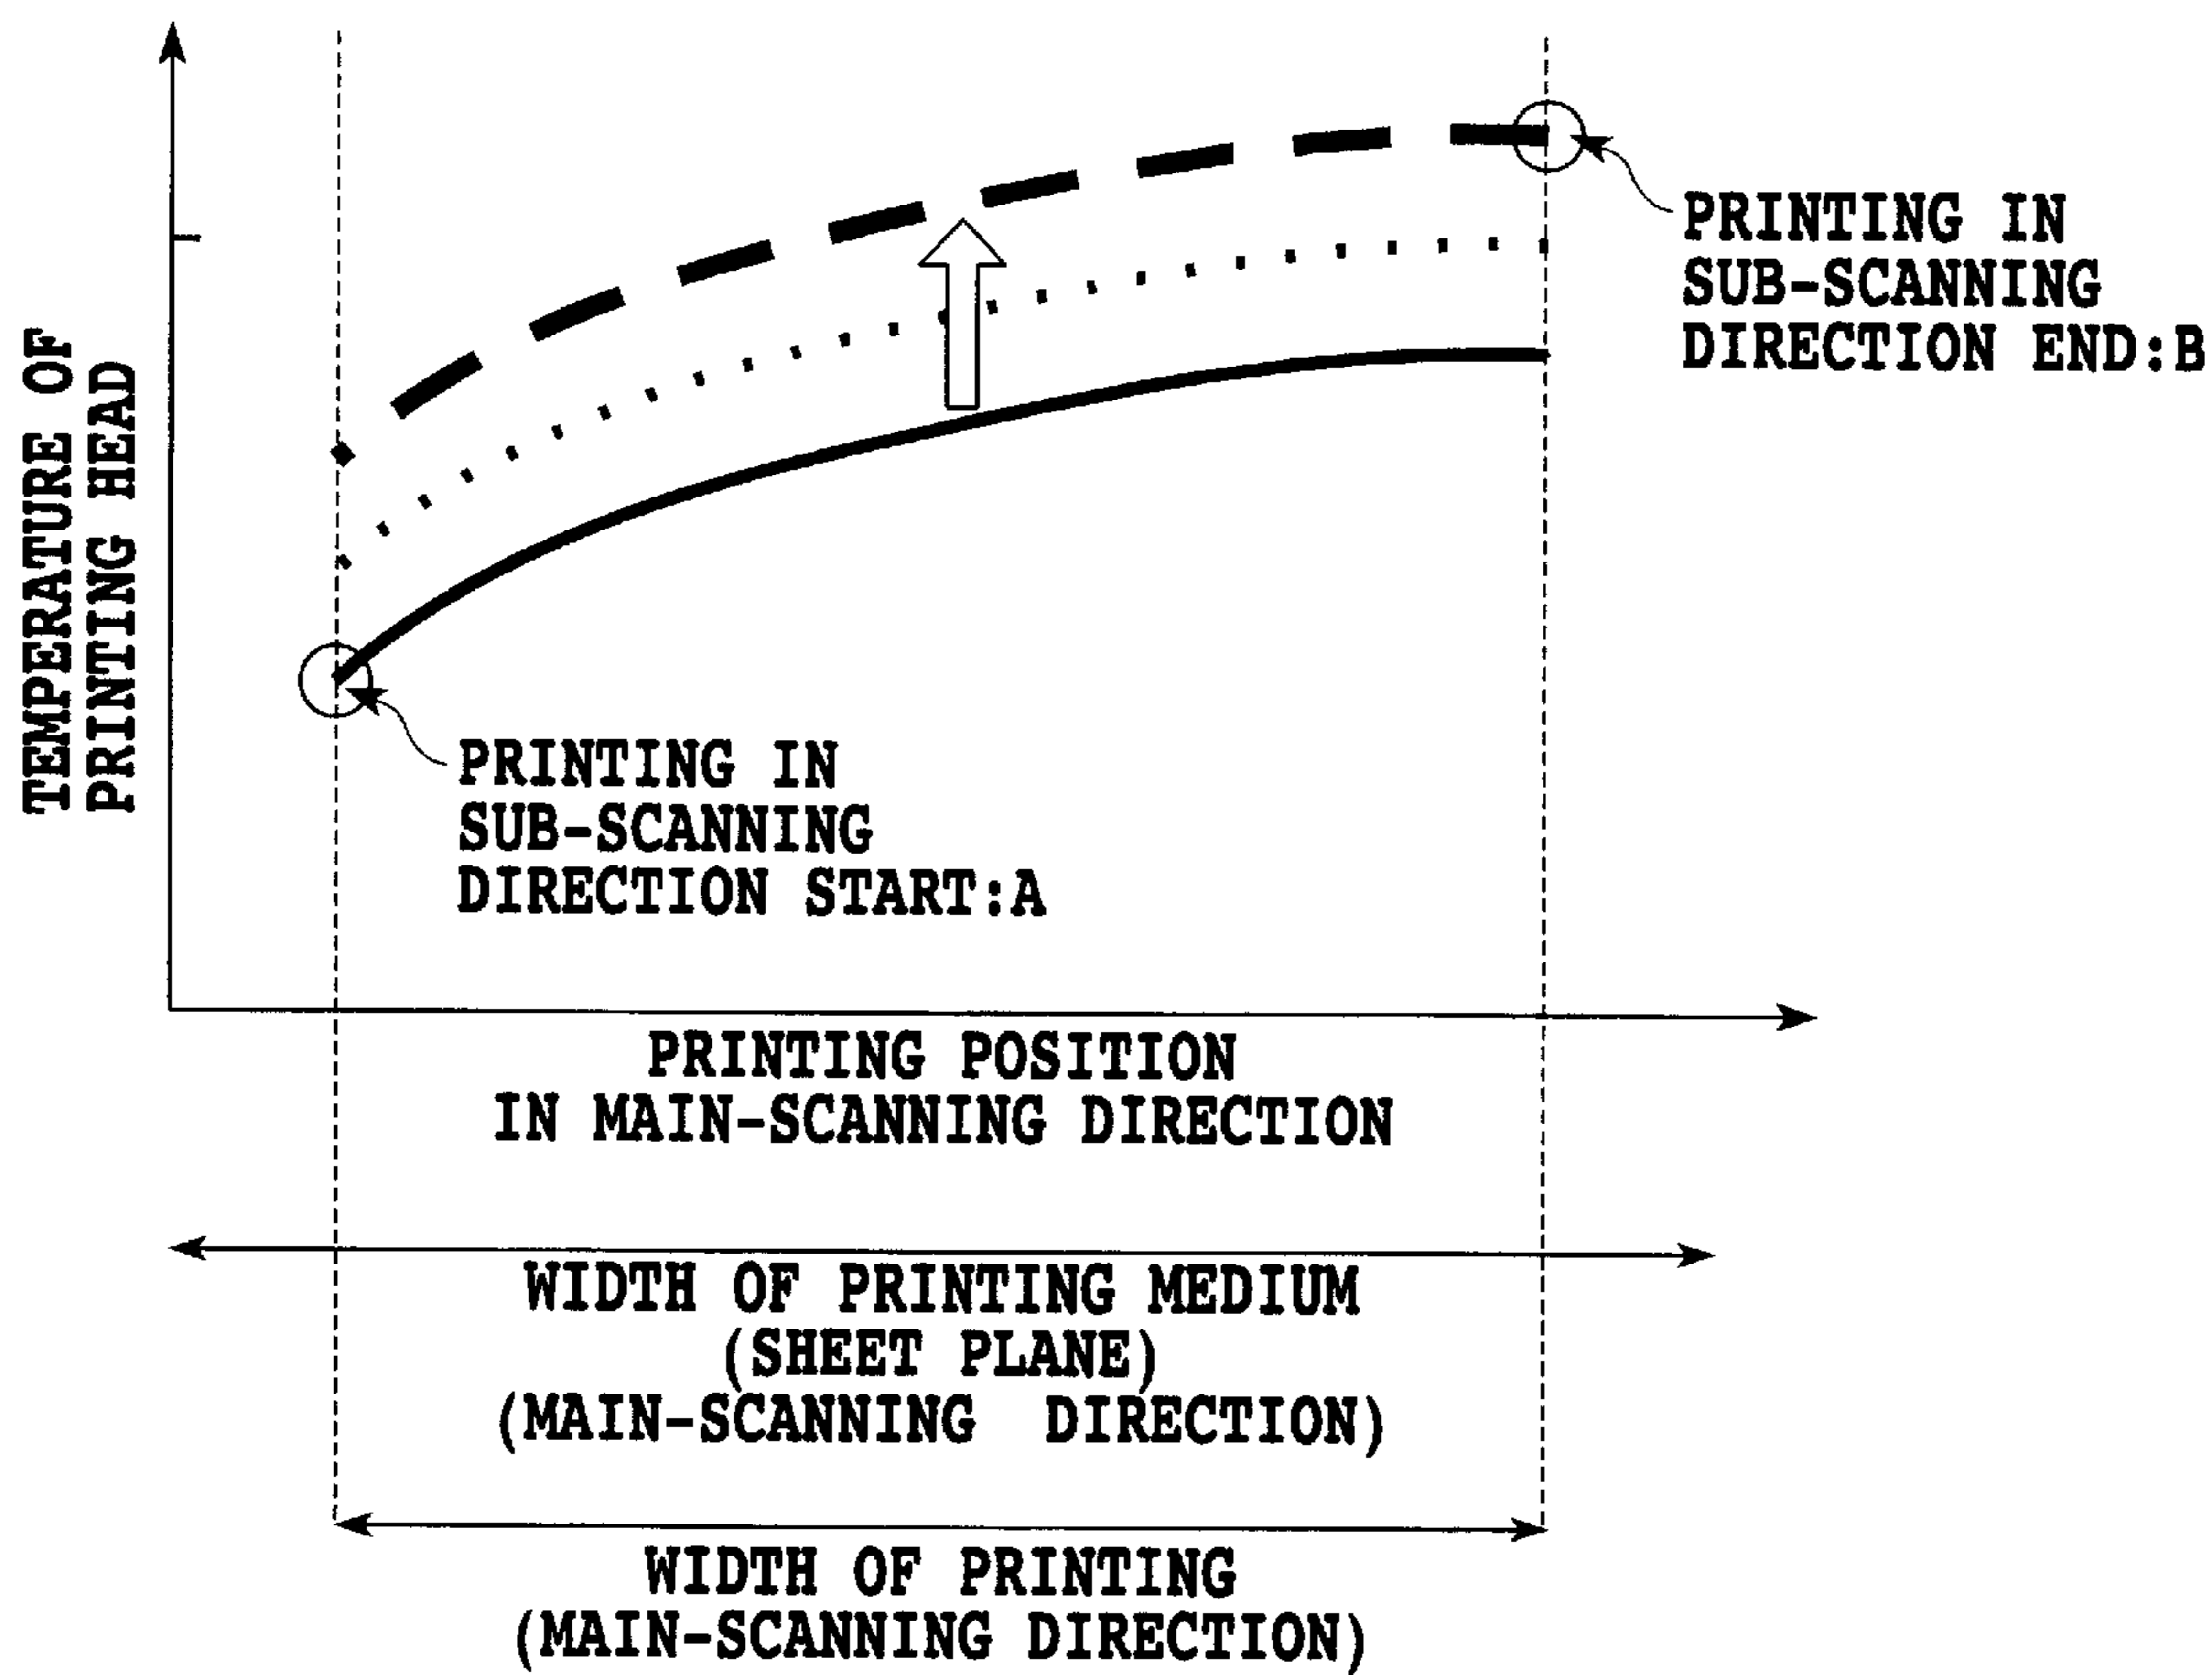 TEMPERATURE OF
PRINTING HEAD
PRINTING IN
SUB-SCANNING
DIRECTION END:B
PRINTING IN
SUB-SCANNING
DIRECTION START:A
PRINTING POSITION
IN MAIN-SCANNING DIRECTION
WIDTH OF PRINTING MEDIUM
(SHEET PLANE)
(MAIN-SCANNING DIRECTION)
WIDTH OF PRINTING
(MAIN-SCANNING DIRECTION)